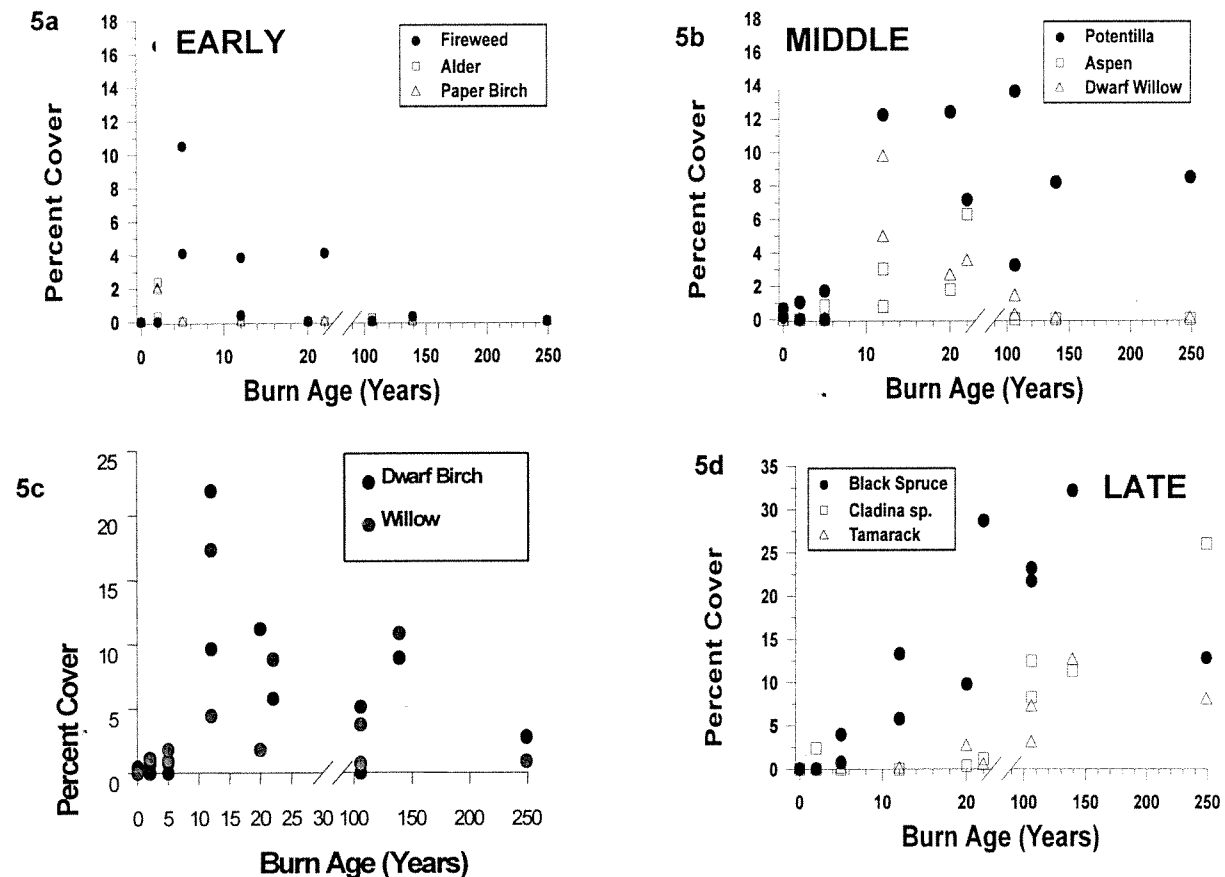 5a
EARLY
Fireweed
Alder
Paper Birch
18
16
14
12
10
8
6
4
2
0
Percent Cover
0 10 20 100 150 200 250
Burn Age (Years)
5b
MIDDLE
Potentilla
Aspen
Dwarf Willow
18
16
14
12
10
8
6
4
2
0
Percent Cover
0 10 20 100 150 200 250
Burn Age (Years)
5c
Dwarf Birch
Willow
25
20
15
10
5
0
Percent Cover
0 5 10 15 20 25 30 100 150 200 250
Burn Age (Years)
5d
LATE
Black Spruce
Cladina sp.
Tamarack
35
30
25
20
15
10
5
0
Percent Cover
0 10 20 100 150 200 250
Burn Age (Years)